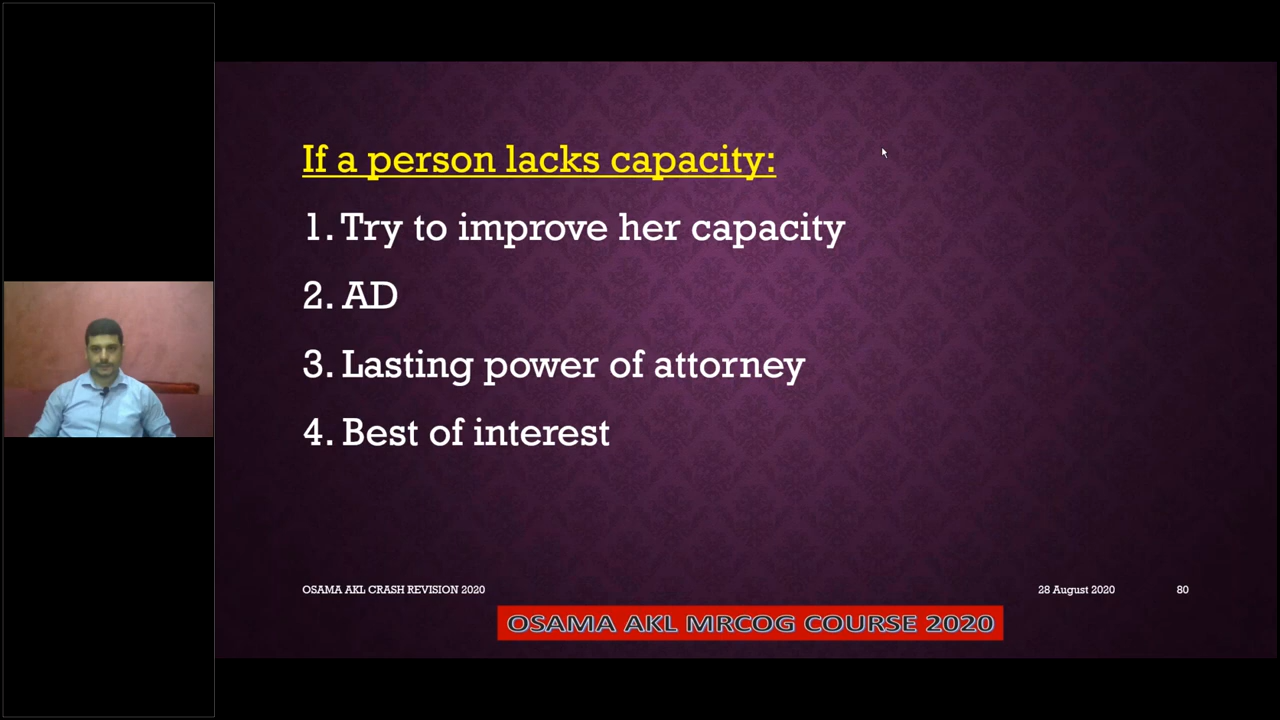 If a person lacks capacity:
1. Try to improve her capacity
2. AD
3. Lasting power of attorney
4. Best of interest
OSAMA AKL CRASH REVISION 2020
28 August 2020
80
OSAMA AKL MRCOG COURSE 2020